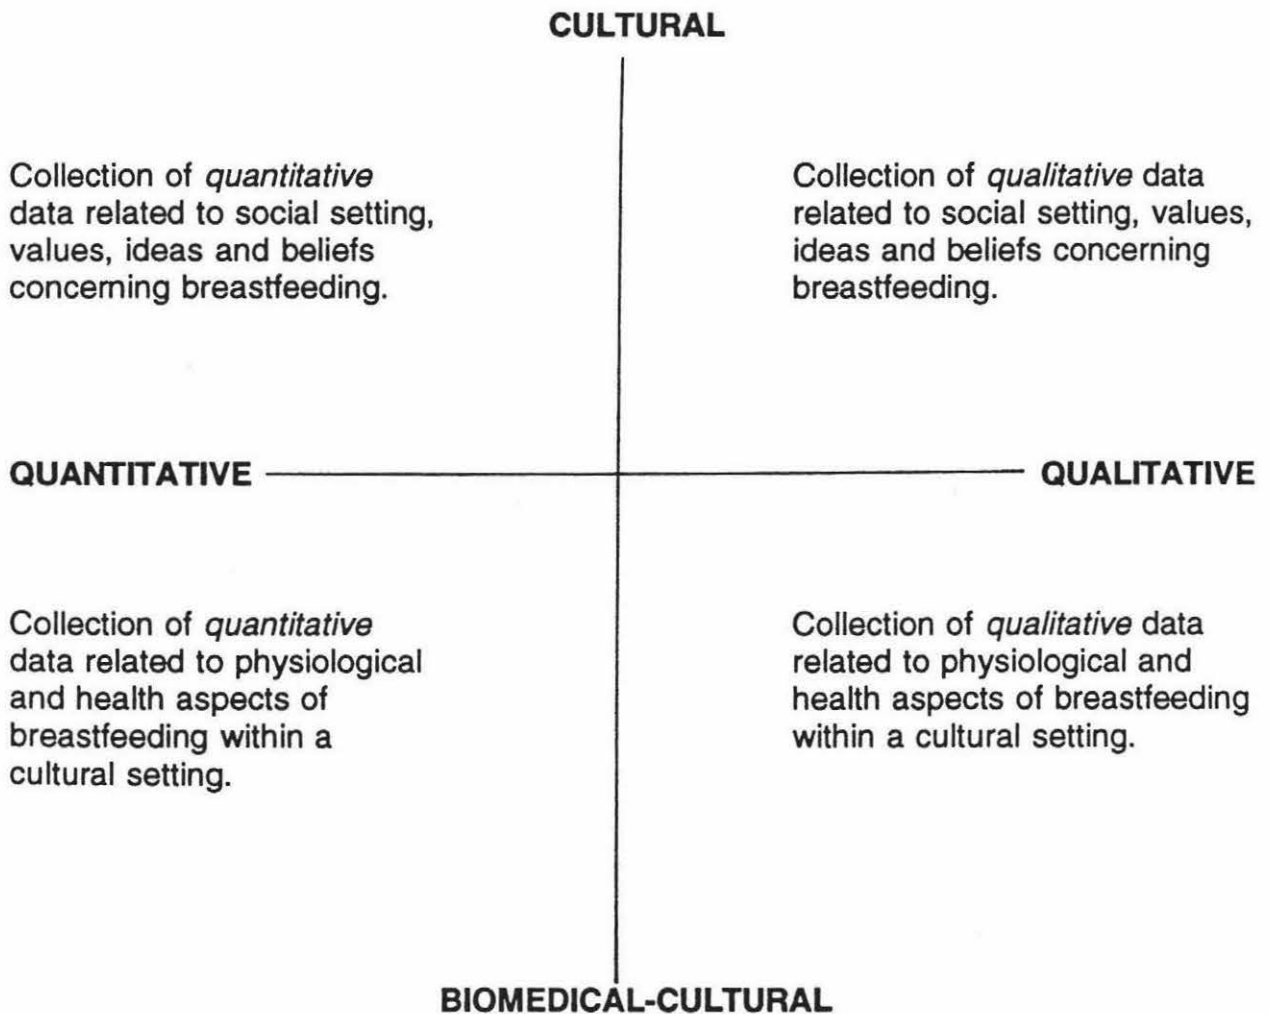 CULTURAL
Collection of quantitative
data related to social setting,
values, ideas and beliefs
concerning breastfeeding.
Collection of qualitative data
related to social setting, values,
ideas and beliefs concerning
breastfeeding.
QUANTITATIVE
QUALITATIVE
Collection of quantitative
data related to physiological
and health aspects of
breastfeeding within a
cultural setting.
Collection of qualitative data
related to physiological and
health aspects of breastfeeding
within a cultural setting.
BIOMEDICAL-CULTURAL